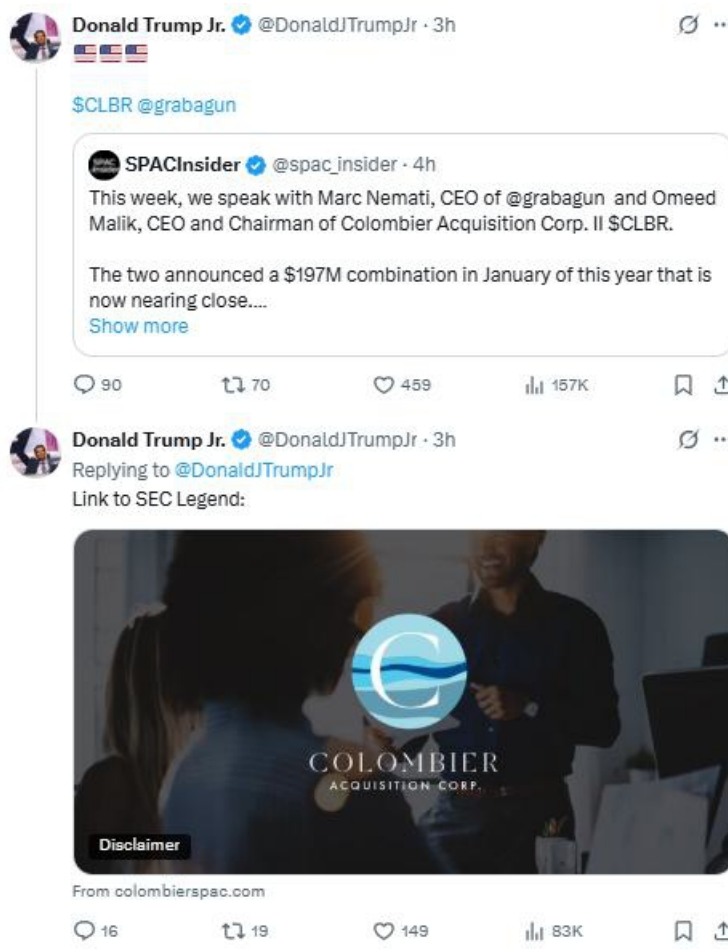 Donald Trump Jr. @DonaldJTrumpJr · 3h
🇺🇸🇺🇸🇺🇸
$CLBR @grabagun
SPACInsider @spac_insider · 4h
This week, we speak with Marc Nemati, CEO of @grabagun and Omeed
Malik, CEO and Chairman of Colombier Acquisition Corp. II $CLBR.
The two announced a $197M combination in January of this year that is
now nearing close....
Show more
90 70 459 157K
Donald Trump Jr. @DonaldJTrumpJr · 3h
Replying to @DonaldJTrumpJr
Link to SEC Legend:
C
COLOMBIER
ACQUISITION CORP.
Disclaimer
From colombierspac.com
16 19 149 83K